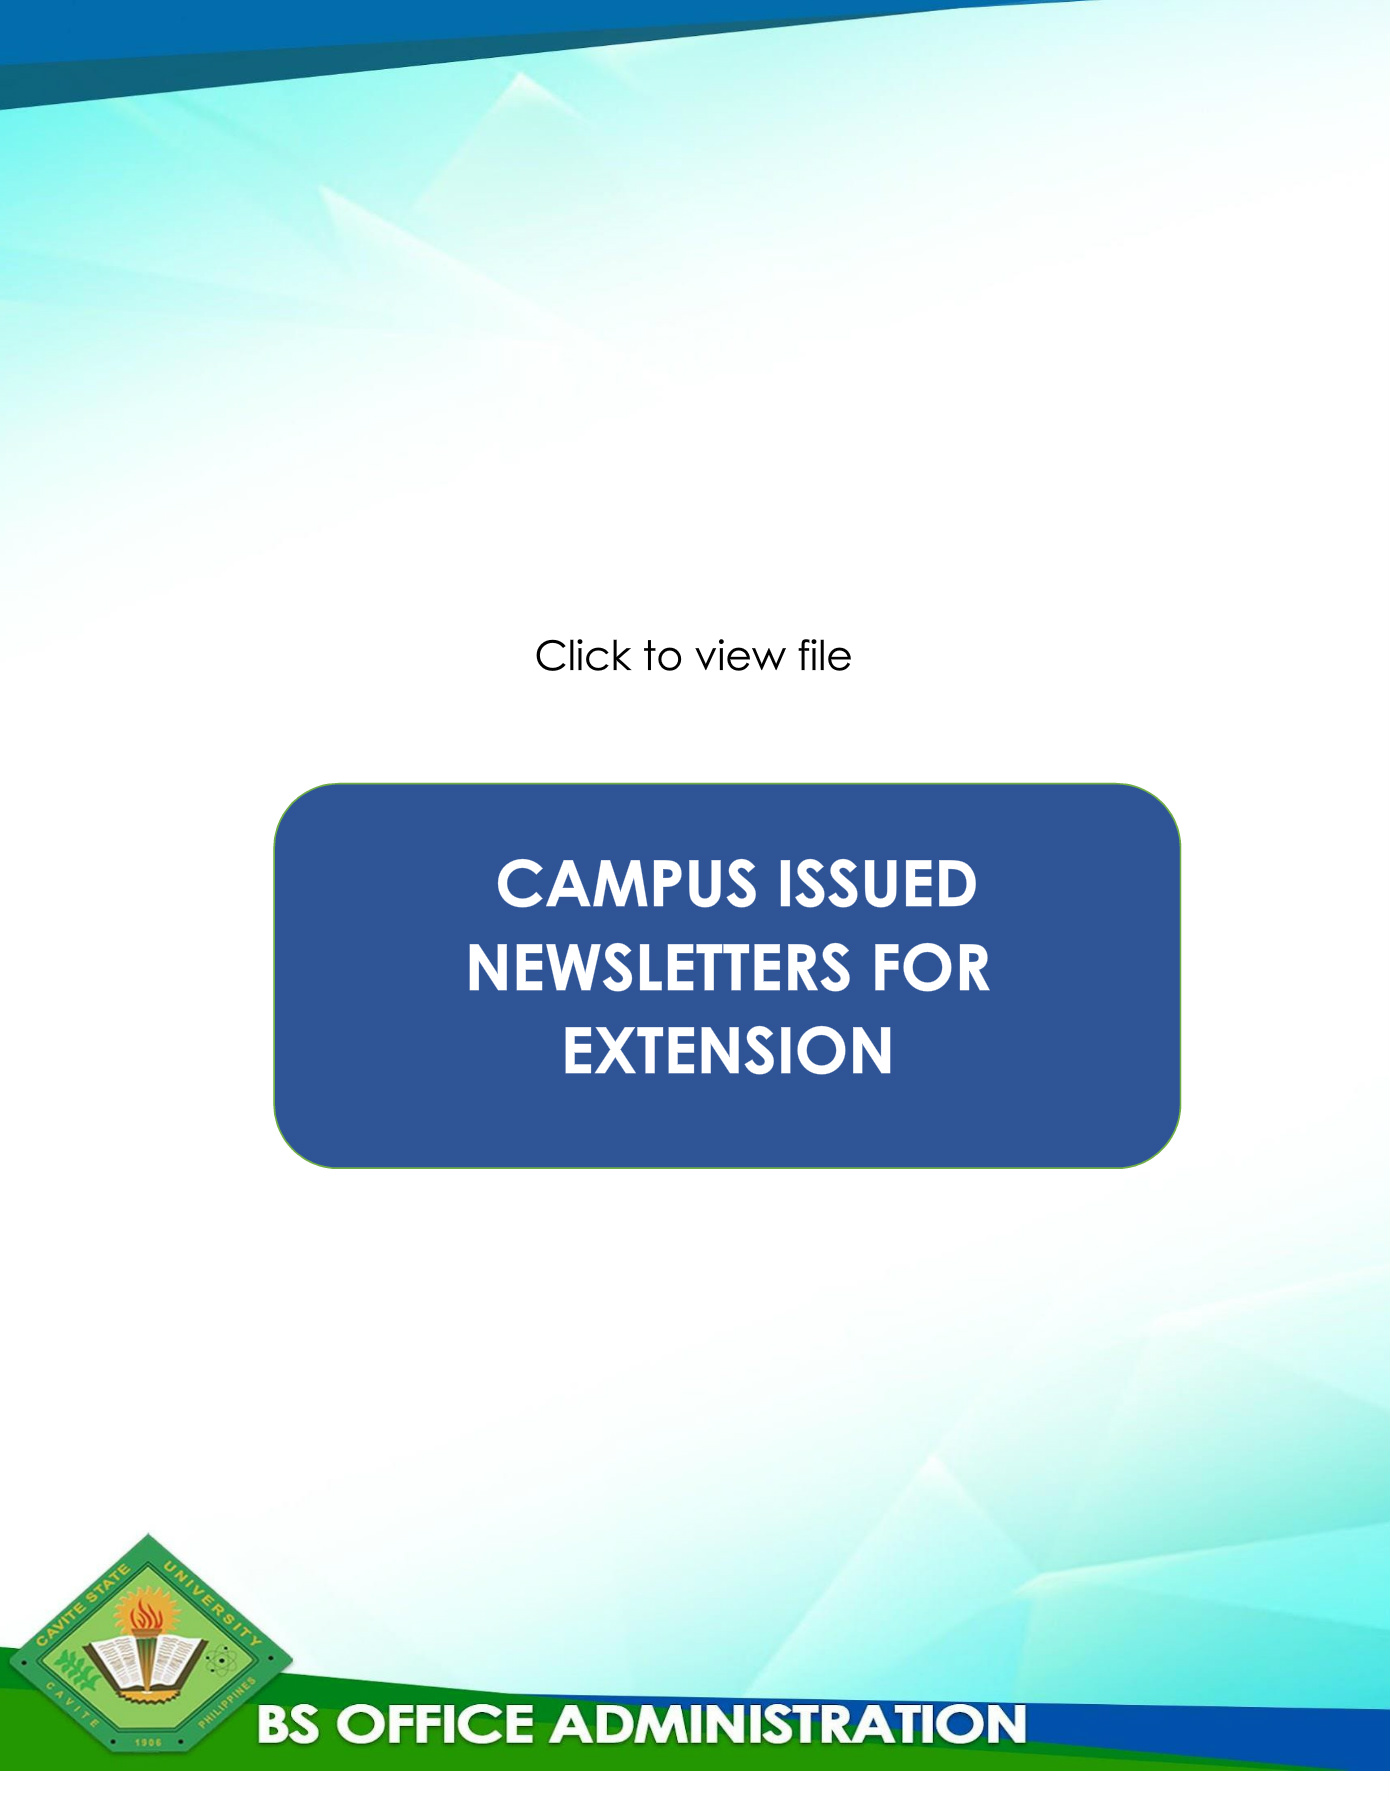 Click to view file
CAMPUS ISSUED
NEWSLETTERS FOR
EXTENSION
CAVITE STATE UNIVERSITY
CAVITE
PHILIPPINES
1906
BS OFFICE ADMINISTRATION